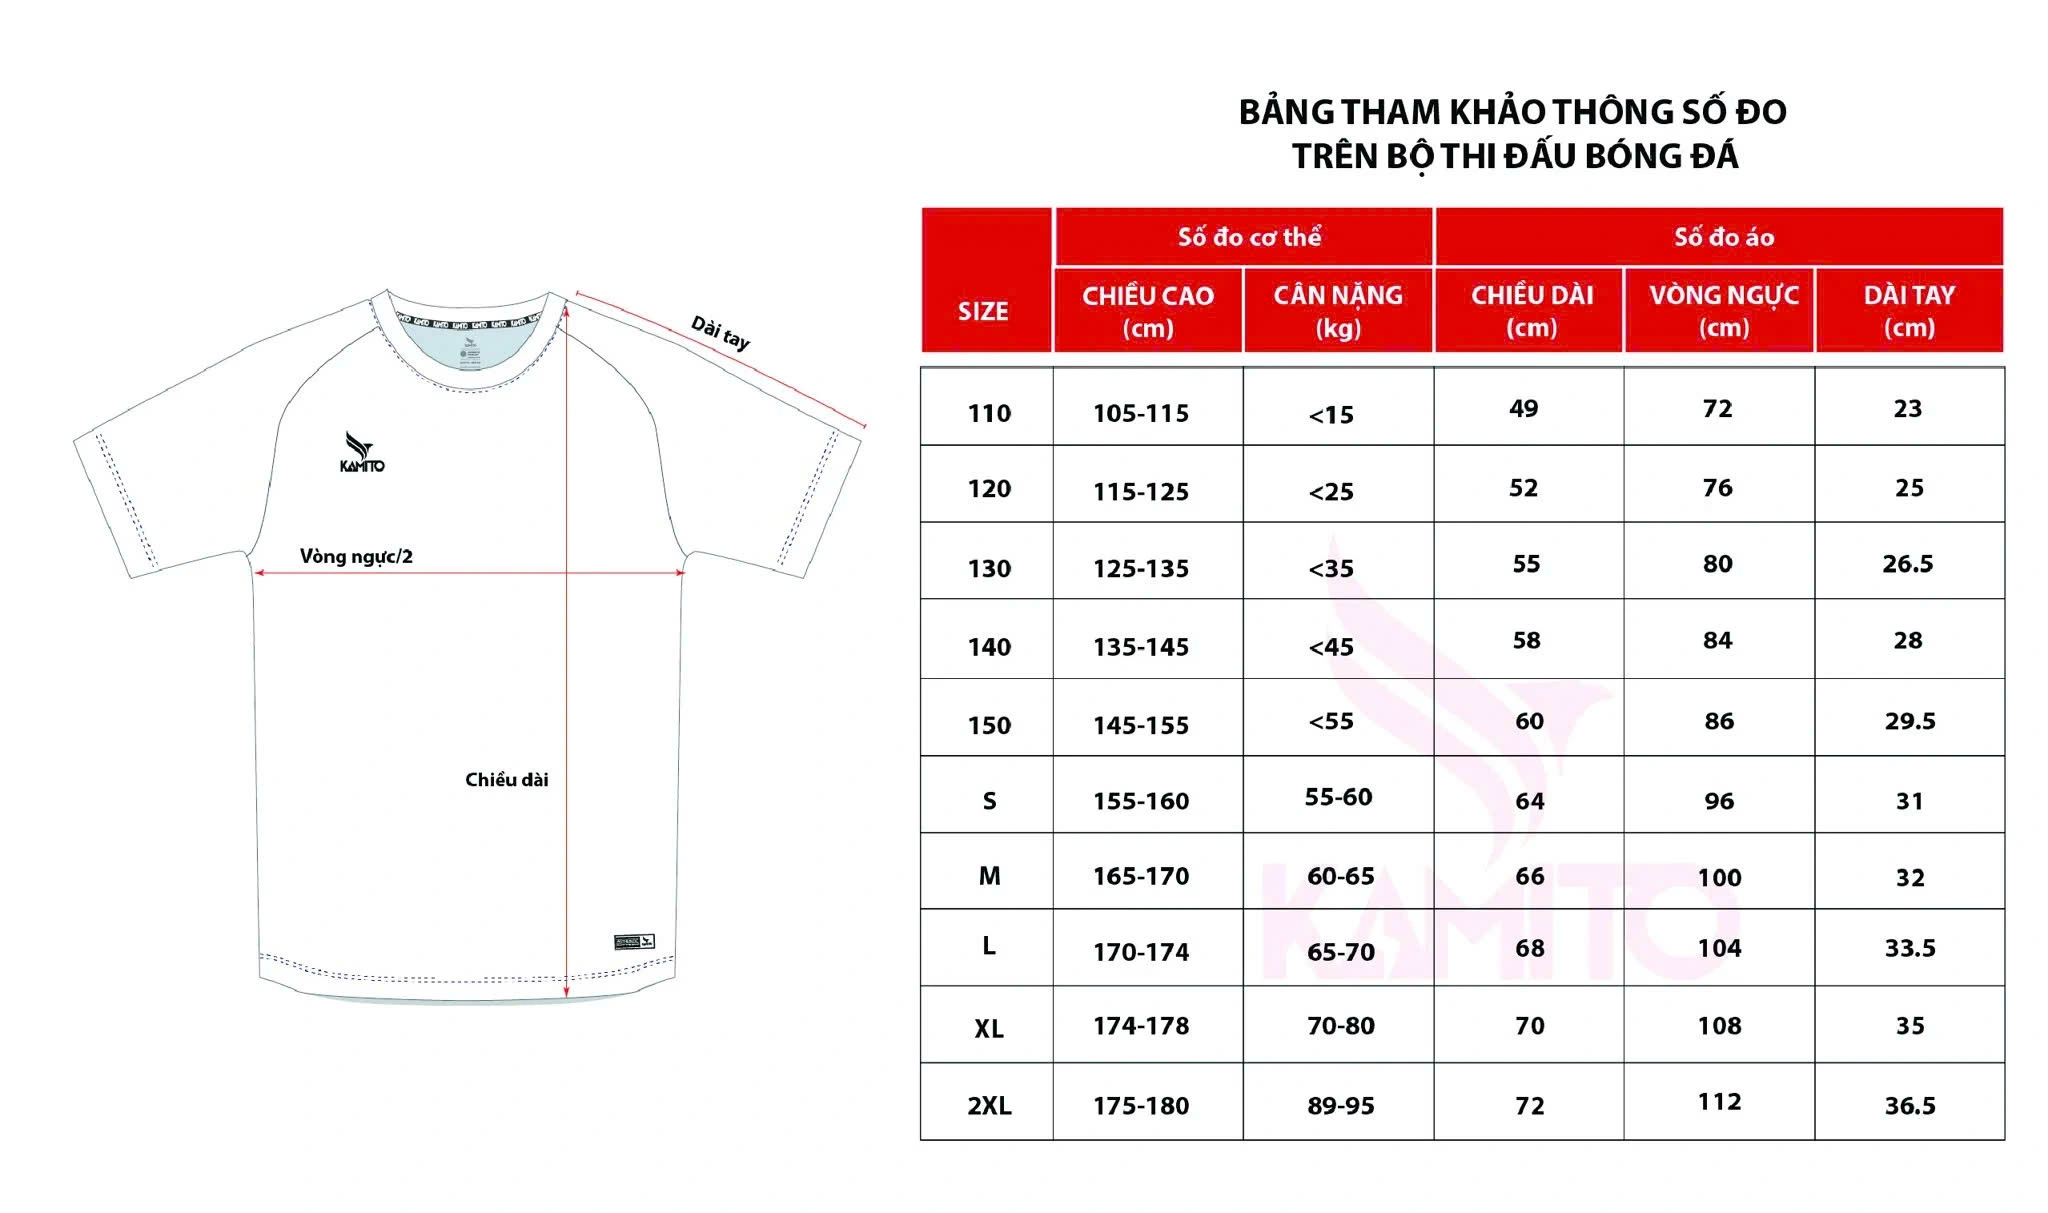 BẢNG THAM KHẢO THÔNG SỐ ĐO
TRÊN BỘ THI ĐẤU BÓNG ĐÁ
Số đo cơ thể Số đo áo
SIZE CHIỀU CAO (cm) CÂN NẶNG (kg) CHIỀU DÀI (cm) VÒNG NGỰC (cm) DÀI TAY (cm)
110 105-115 <15 49 72 23
120 115-125 <25 52 76 25
130 125-135 <35 55 80 26.5
140 135-145 <45 58 84 28
150 145-155 <55 60 86 29.5
S 155-160 55-60 64 96 31
M 165-170 60-65 66 100 32
L 170-174 65-70 68 104 33.5
XL 174-178 70-80 70 108 35
2XL 175-180 89-95 72 112 36.5
KAMITO
KAMITO KAMITO KAMITO KAMITO KAMITO KAMITO
Dài tay
KAMITO
Vòng ngực/2
Chiều dài